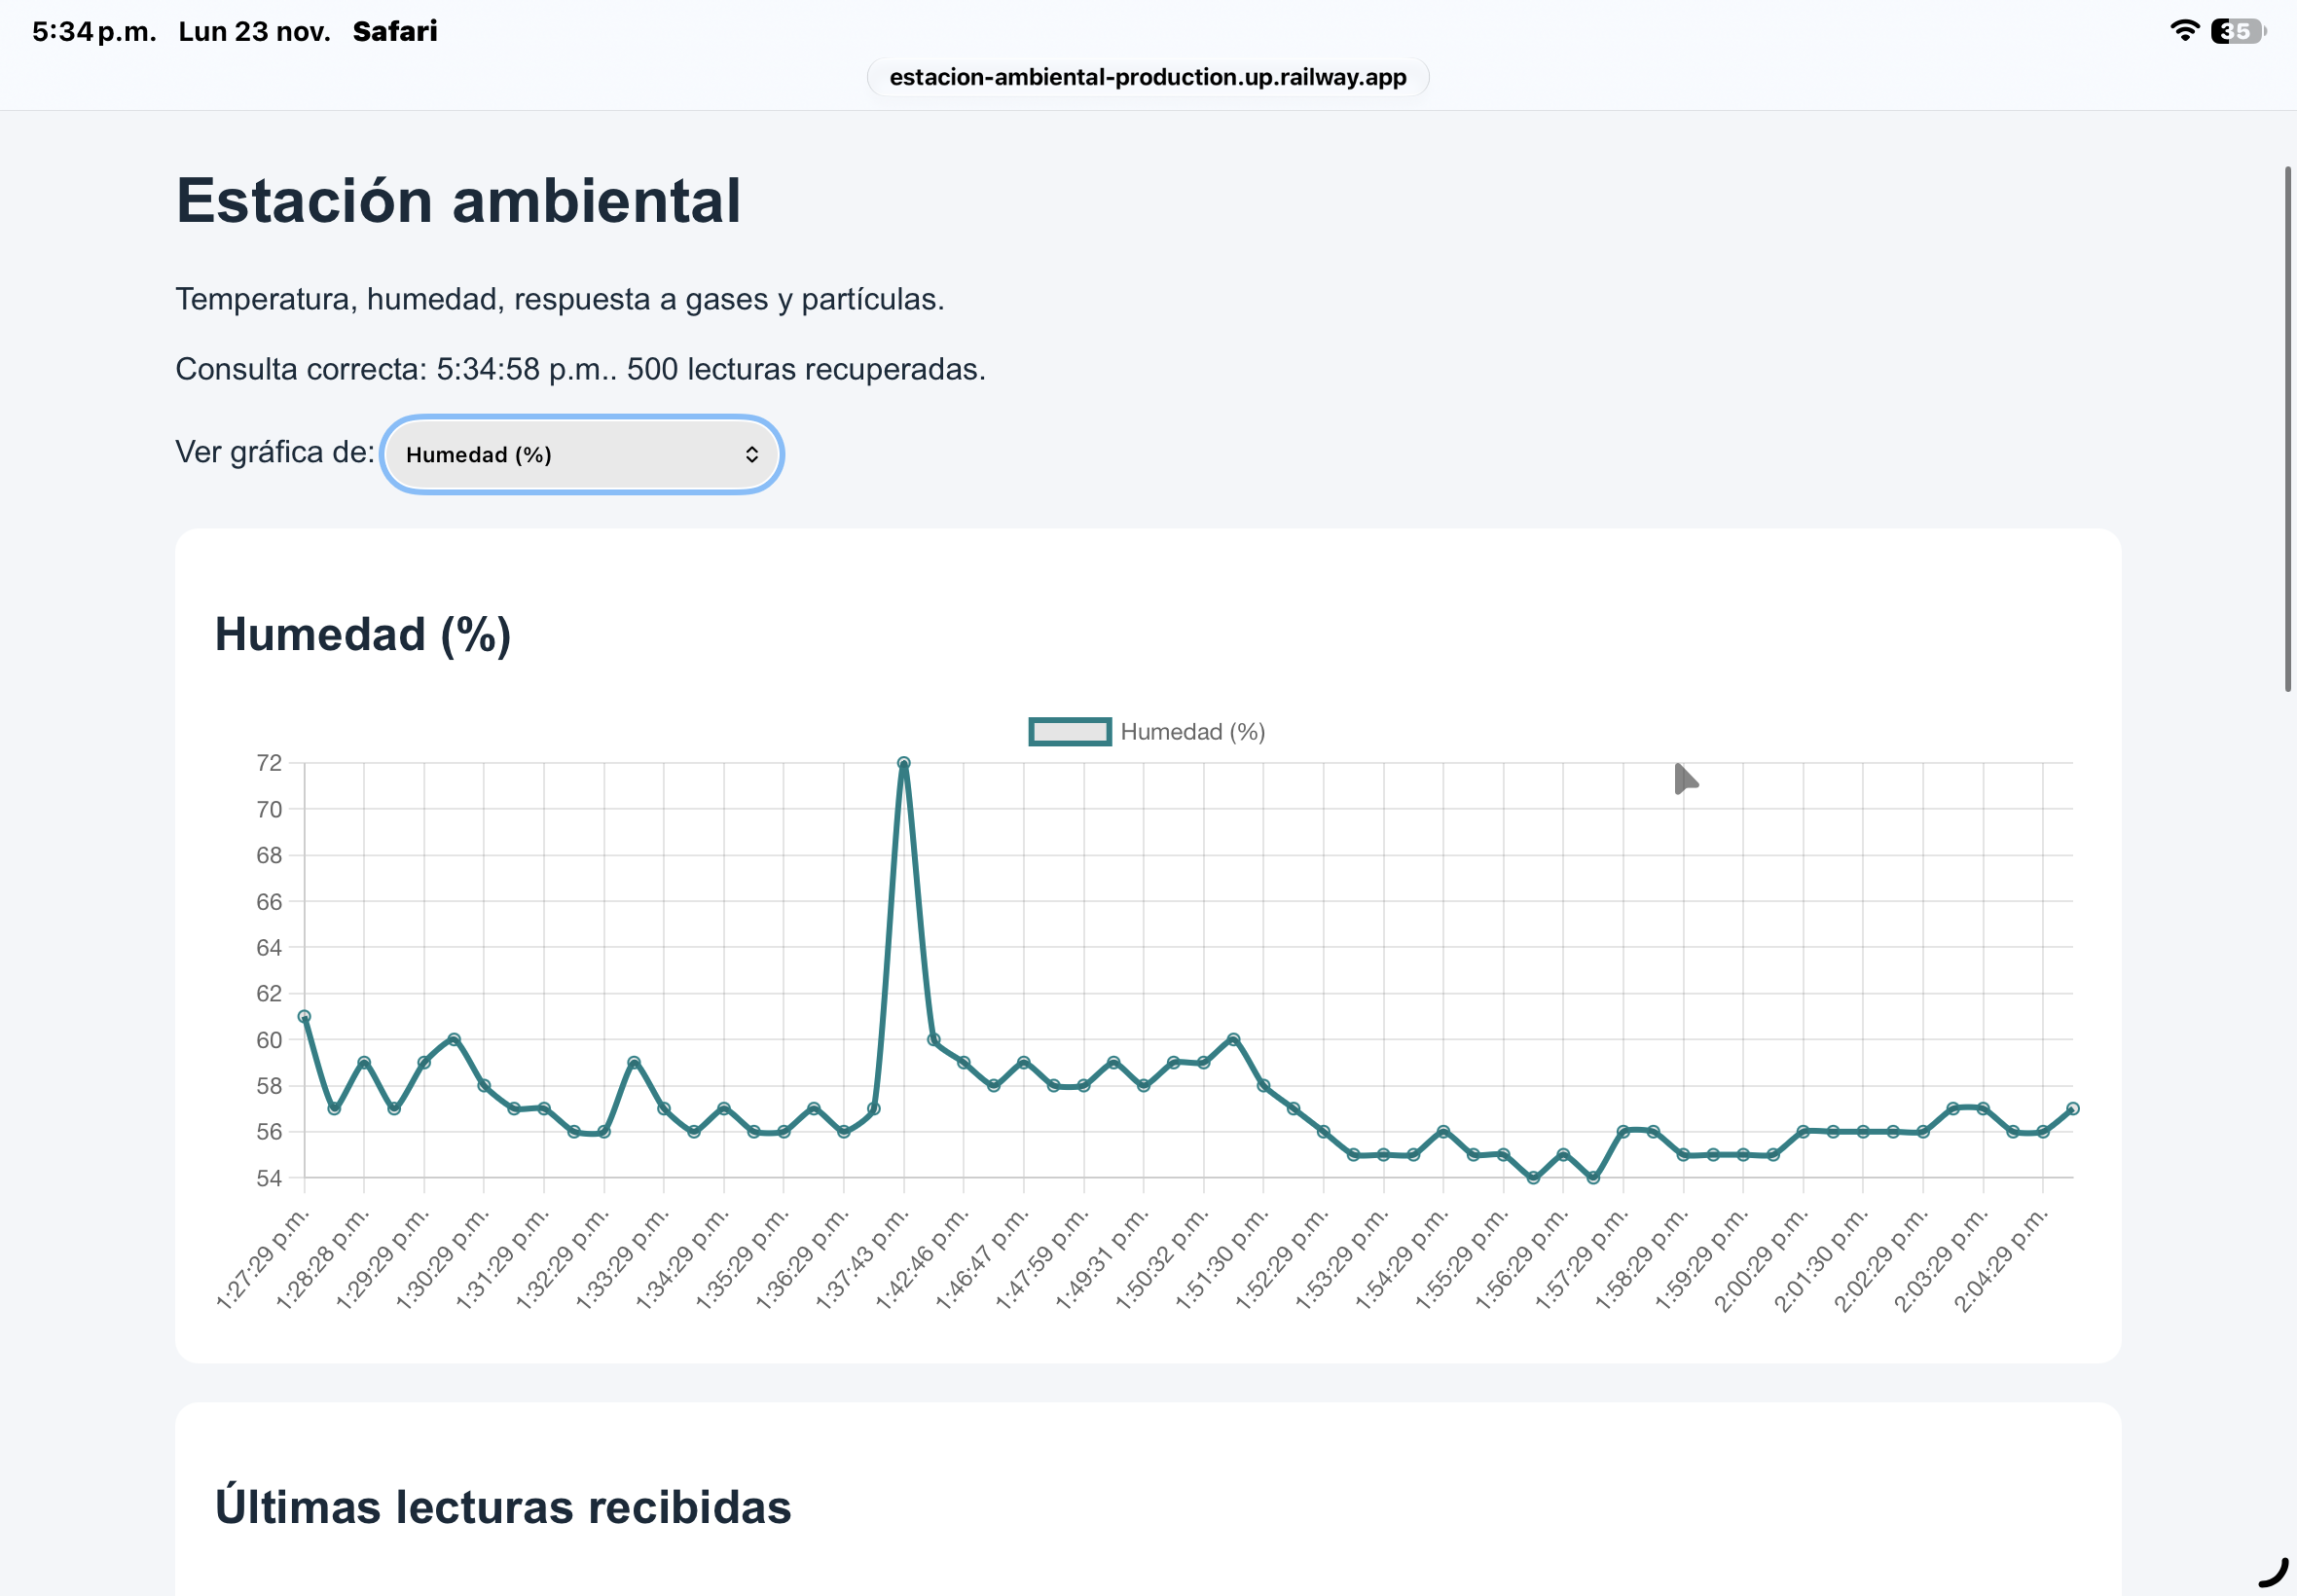 5:34 p.m. Lun 23 nov. Safari
35
estacion-ambiental-production.up.railway.app
Estación ambiental
Temperatura, humedad, respuesta a gases y partículas.
Consulta correcta: 5:34:58 p.m.. 500 lecturas recuperadas.
Ver gráfica de: Humedad (%)
Humedad (%)
Humedad (%)
72
70
68
66
64
62
60
58
56
54
1:27:29 p.m.
1:28:28 p.m.
1:29:29 p.m.
1:30:29 p.m.
1:31:29 p.m.
1:32:29 p.m.
1:33:29 p.m.
1:34:29 p.m.
1:35:29 p.m.
1:36:29 p.m.
1:37:43 p.m.
1:42:46 p.m.
1:46:47 p.m.
1:47:59 p.m.
1:49:31 p.m.
1:50:32 p.m.
1:51:30 p.m.
1:52:29 p.m.
1:53:29 p.m.
1:54:29 p.m.
1:55:29 p.m.
1:56:29 p.m.
1:57:29 p.m.
1:58:29 p.m.
1:59:29 p.m.
2:00:29 p.m.
2:01:30 p.m.
2:02:29 p.m.
2:03:29 p.m.
2:04:29 p.m.
Últimas lecturas recibidas